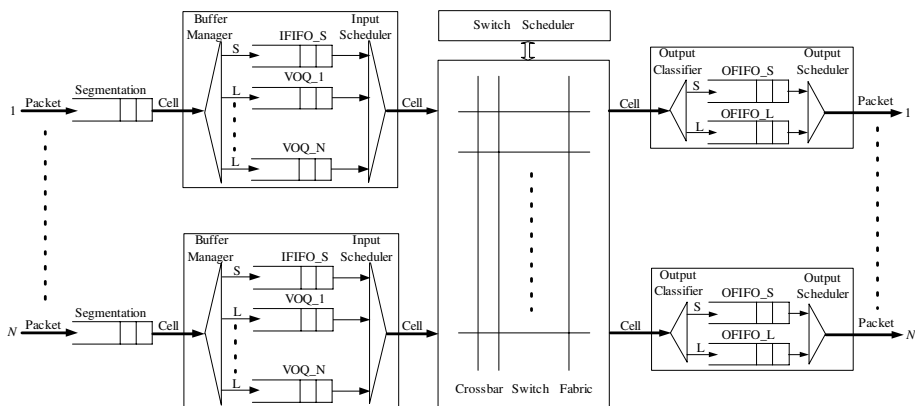 Switch Scheduler
Buffer Manager
Input Scheduler
IFIFO_S
S
VOQ_1
L
VOQ_N
L
1
Packet
Segmentation
Cell
Cell
Cell
Output Classifier
Output Scheduler
OFIFO_S
S
OFIFO_L
L
Packet
1
Buffer Manager
Input Scheduler
IFIFO_S
S
VOQ_1
L
VOQ_N
L
N
Packet
Segmentation
Cell
Cell
Cell
Output Classifier
Output Scheduler
OFIFO_S
S
OFIFO_L
L
Packet
N
Crossbar Switch Fabric